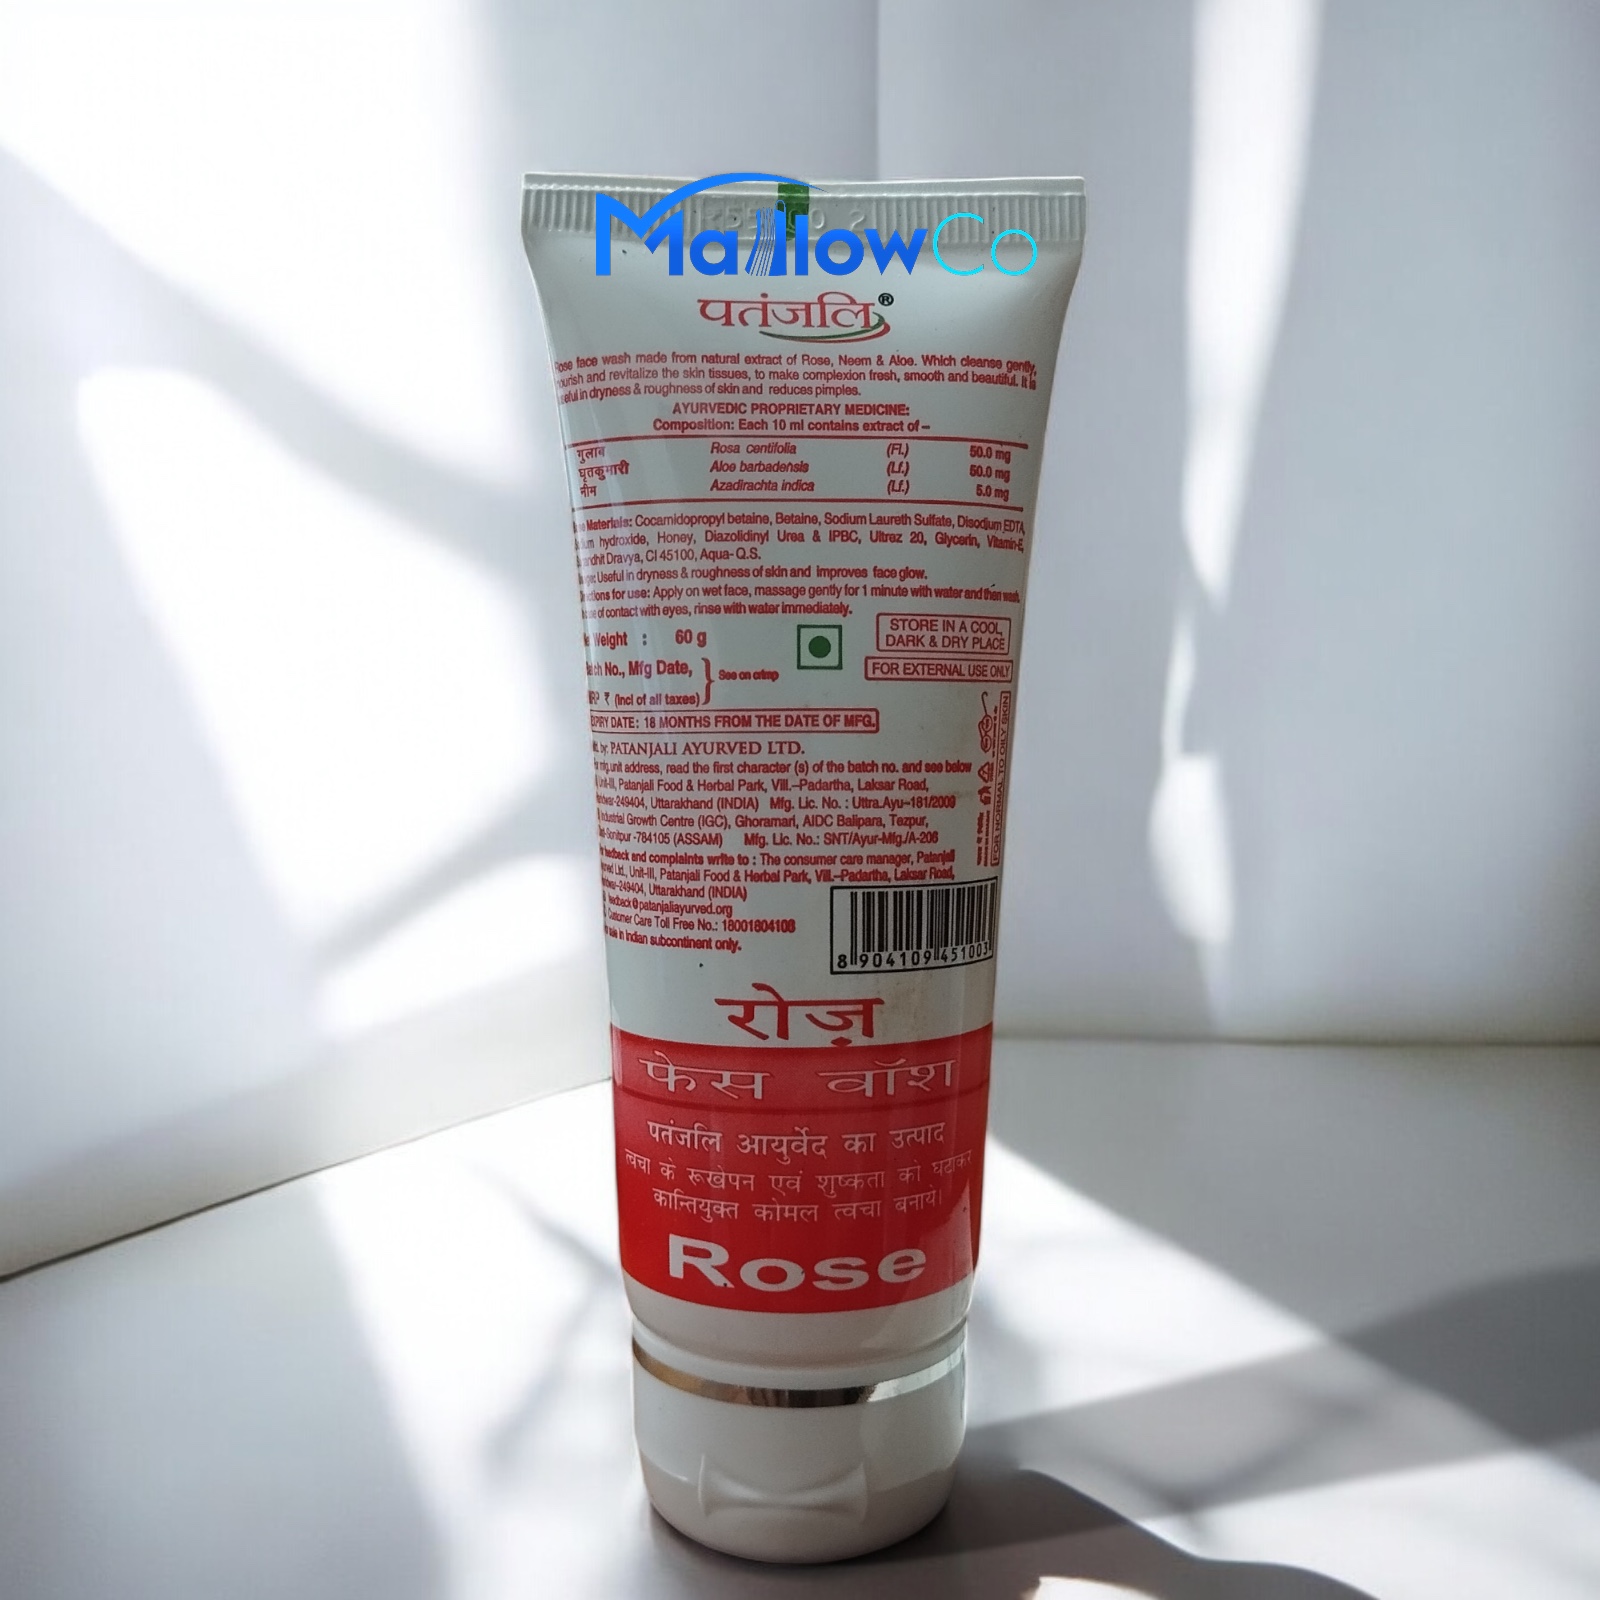 MallowCo
पतंजलि®
face wash made from natural extract of Rose, Neem & Aloe. Which cleanse gently,
and revitalize the skin tissues, to make complexion fresh, smooth and beautiful. It is
in dryness & roughness of skin and reduces pimples.
AYURVEDIC PROPRIETARY MEDICINE:
Composition: Each 10 ml contains extract of –
गुलाब Rosa centifolia (Fl.) 50.0 mg
घृतकुमारी Aloe barbadensis (Lf.) 50.0 mg
नीम Azadirachta indica (Lf.) 5.0 mg
Materials: Cocamidopropyl betaine, Betaine, Sodium Laureth Sulfate, Disodium EDTA,
hydroxide, Honey, Diazolidinyl Urea & IPBC, Ultrez 20, Glycerin, Vitamin-E,
Dravya, CI 45100, Aqua- Q.S.
Useful in dryness & roughness of skin and improves face glow.
for use: Apply on wet face, massage gently for 1 minute with water and then wash.
of contact with eyes, rinse with water immediately.
Weight : 60 g
No., Mfg Date,
See on crimp
₹ (incl of all taxes)
STORE IN A COOL,
DARK & DRY PLACE
FOR EXTERNAL USE ONLY
DATE: 18 MONTHS FROM THE DATE OF MFG.
FOR NORMAL TO OILY SKIN
by: PATANJALI AYURVED LTD.
mfg.unit address, read the first character (s) of the batch no. and see below
Unit-III, Patanjali Food & Herbal Park, Vill.–Padartha, Laksar Road,
249404, Uttarakhand (INDIA) Mfg. Lic. No. : Uttra.Ayu–181/2009
Industrial Growth Centre (IGC), Ghoramari, AIDC Balipara, Tezpur,
Sonitpur -784105 (ASSAM) Mfg. Lic. No.: SNT/Ayur-Mfg./A-206
feedback and complaints write to : The consumer care manager, Patanjali
Ltd., Unit-III, Patanjali Food & Herbal Park, Vill.–Padartha, Laksar Road,
249404, Uttarakhand (INDIA)
feedback@patanjaliayurved.org
Customer Care Toll Free No.: 18001804108
sale in Indian subcontinent only.
8 904109 451003
रोज़
फेस वॉश
पतंजलि आयुर्वेद का उत्पाद
त्वचा के रूखेपन एवं शुष्कता को घटाकर
कान्तियुक्त कोमल त्वचा बनाये।
Rose